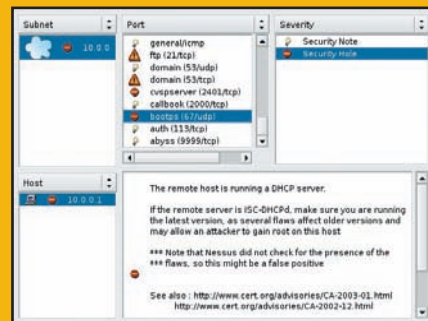 Subnet
10.0.0
Port
general/icmp
ftp (21/tcp)
domain (53/udp)
domain (53/tcp)
cvspserver (2401/tcp)
callbook (2000/tcp)
bootps (67/udp)
auth (113/tcp)
abyss (9999/tcp)
Severity
Security Note
Security Hole
Host
10.0.0.1
The remote host is running a DHCP server.
If the remote server is ISC-DHCPd, make sure you are running
the latest version, as several flaws affect older versions and
may allow an attacker to gain root on this host
*** Note that Nessus did not check for the presence of the
*** flaws, so this might be a false positive
See also : http://www.cert.org/advisories/CA-2003-01.html
http://www.cert.org/advisories/CA-2002-12.html